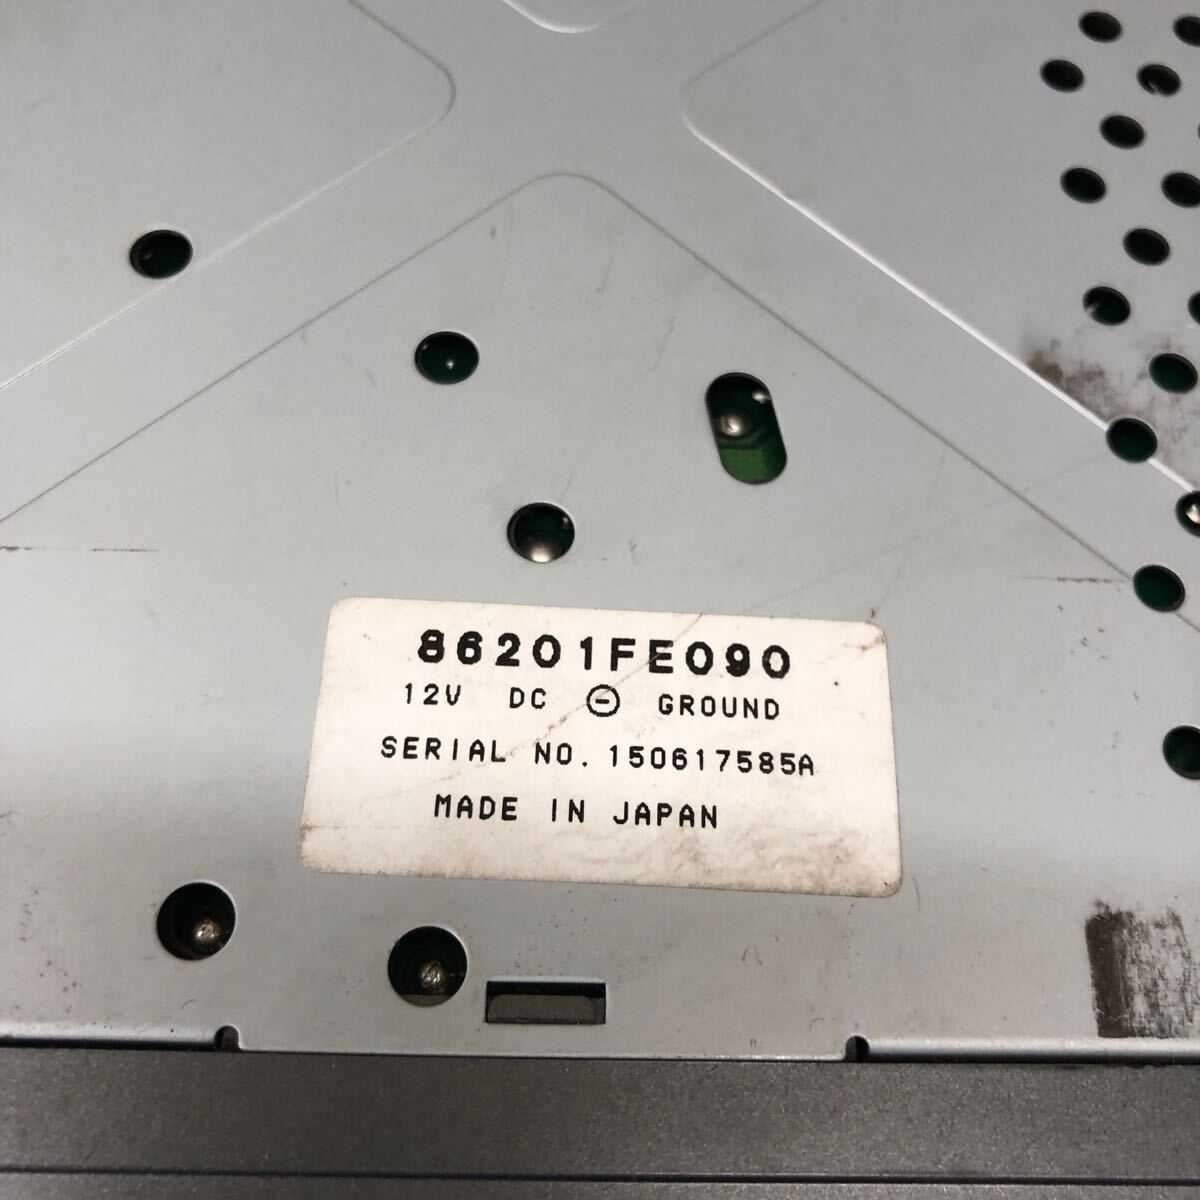 86201FE090
12V DC ⊖ GROUND
SERIAL NO. 150617585A
MADE IN JAPAN